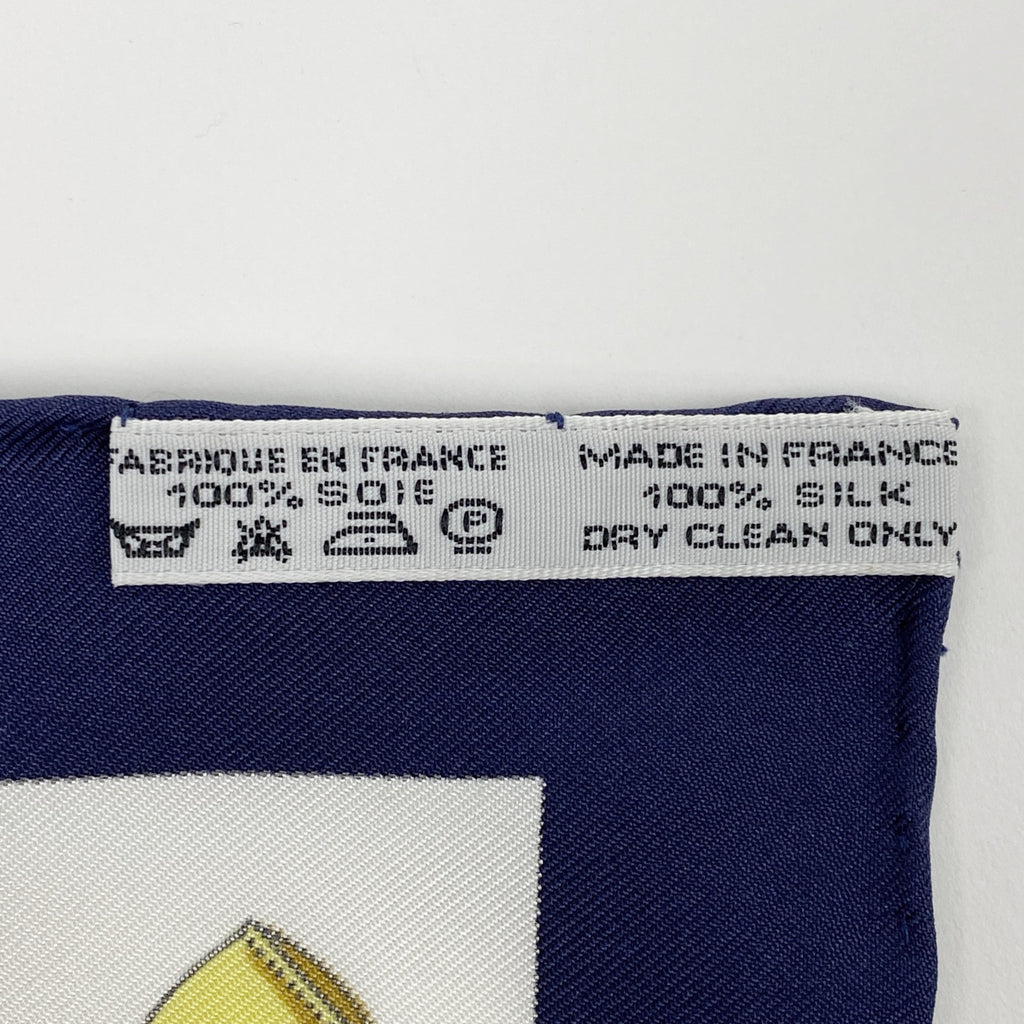 FABRIQUE EN FRANCE
100% SOIE
P
MADE IN FRANCE
100% SILK
DRY CLEAN ONLY